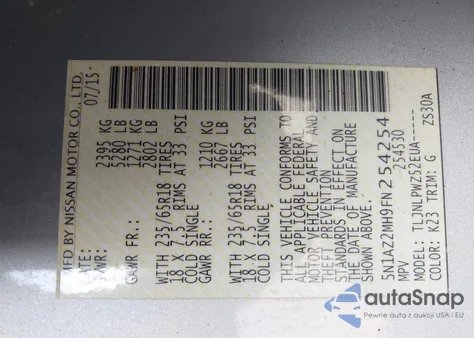 MFD BY NISSAN MOTOR CO., LTD.
DATE: 07/15
GVWR: 2395 KG
5280 LB
GAWR FR.: 1271 KG
2802 LB
WITH 235/65R18 TIRES
18 X 7.5 RIMS AT 33 PSI
COLD SINGLE
GAWR RR.: 1210 KG
2667 LB
WITH 235/65R18 TIRES
18 X 7.5 RIMS AT 33 PSI
COLD SINGLE
THIS VEHICLE CONFORMS TO
ALL APPLICABLE FEDERAL
MOTOR VEHICLE SAFETY AND
THEFT PREVENTION
STANDARDS IN EFFECT ON
THE DATE OF MANUFACTURE
SHOWN ABOVE.
5N1AZ2MH9FN254254
MPV 254530
MODEL: TLJNLPWZ52EUA-----
COLOR: K23 TRIM: G ZS30A
autaSnap
Pewne auta z aukcji USA i EU